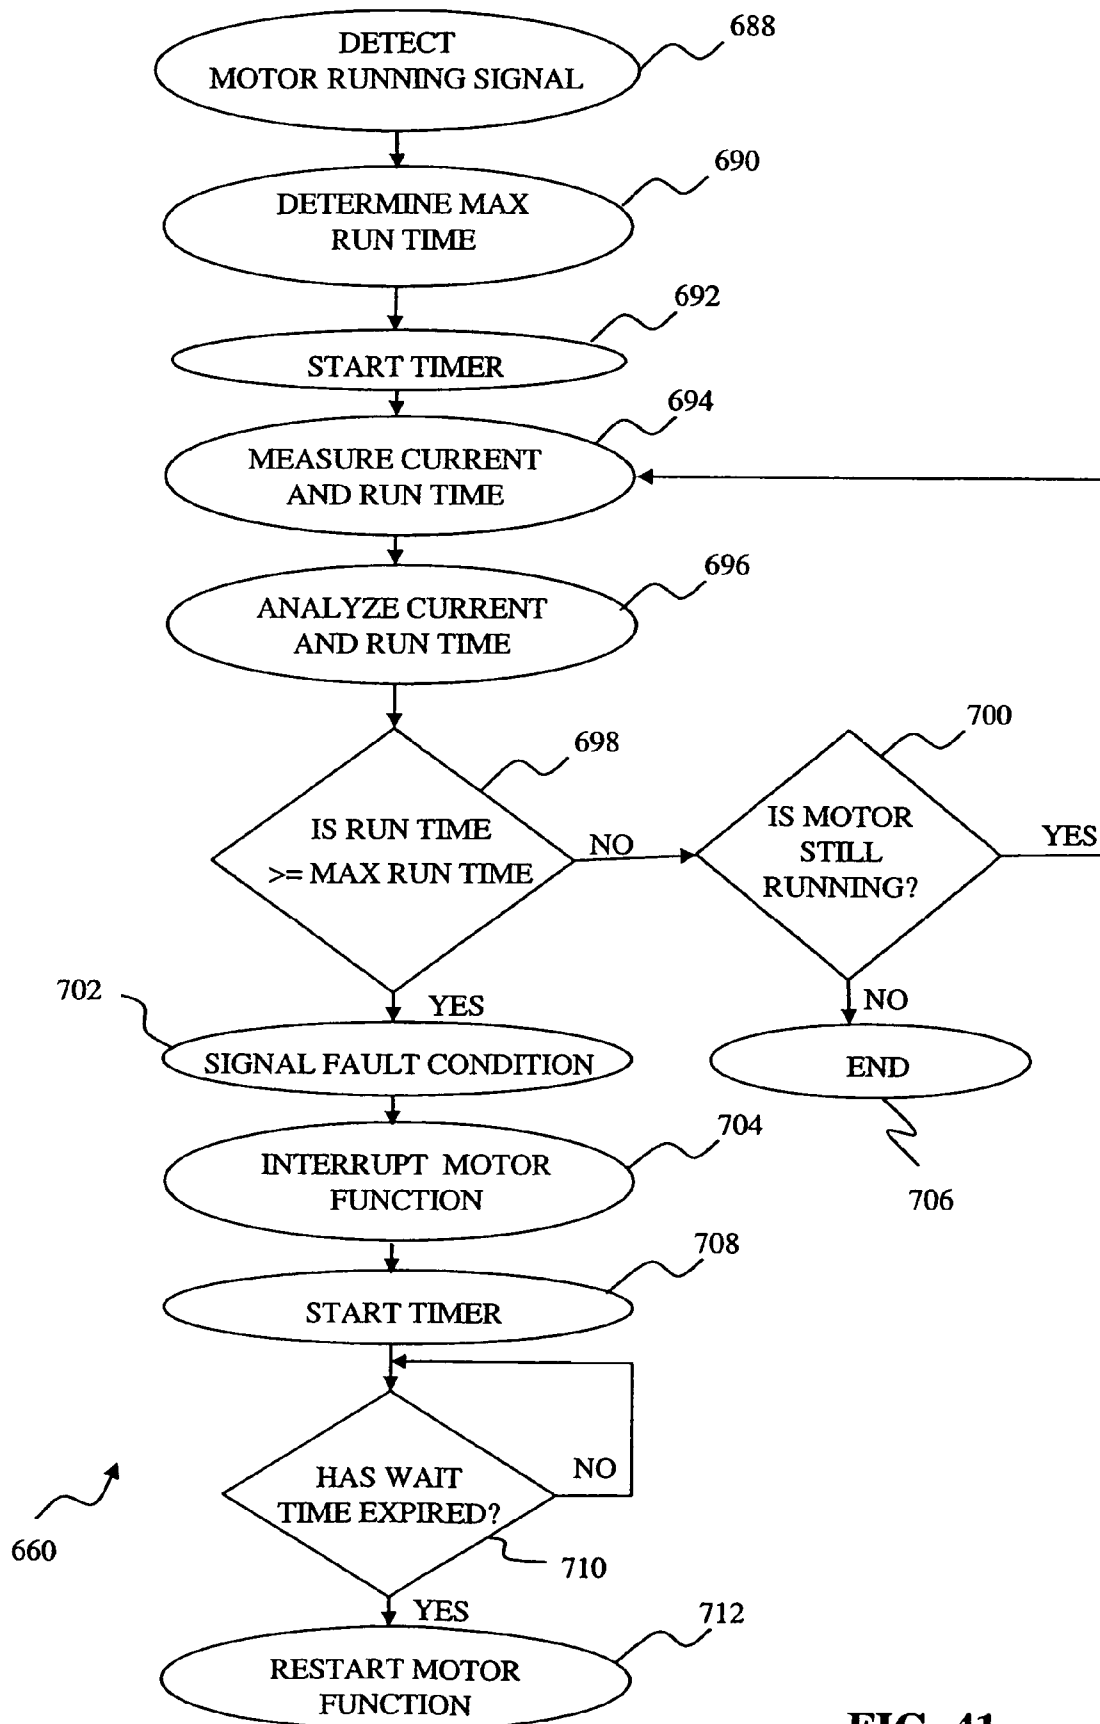 DETECT
MOTOR RUNNING SIGNAL
688
DETERMINE MAX
RUN TIME
690
692
START TIMER
694
MEASURE CURRENT
AND RUN TIME
696
ANALYZE CURRENT
AND RUN TIME
698
IS RUN TIME
>= MAX RUN TIME
NO
700
IS MOTOR
STILL
RUNNING?
YES
702
YES
SIGNAL FAULT CONDITION
NO
END
706
704
INTERRUPT MOTOR
FUNCTION
708
START TIMER
HAS WAIT
TIME EXPIRED?
NO
710
660
YES
712
RESTART MOTOR
FUNCTION
FIG. 41